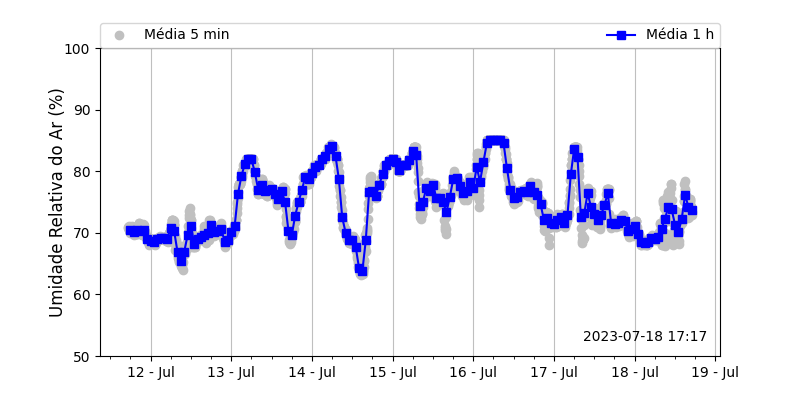 Média 5 min Média 1 h
Umidade Relativa do Ar (%)
100
90
80
70
60
50
2023-07-18 17:17
12 - Jul 13 - Jul 14 - Jul 15 - Jul 16 - Jul 17 - Jul 18 - Jul 19 - Jul